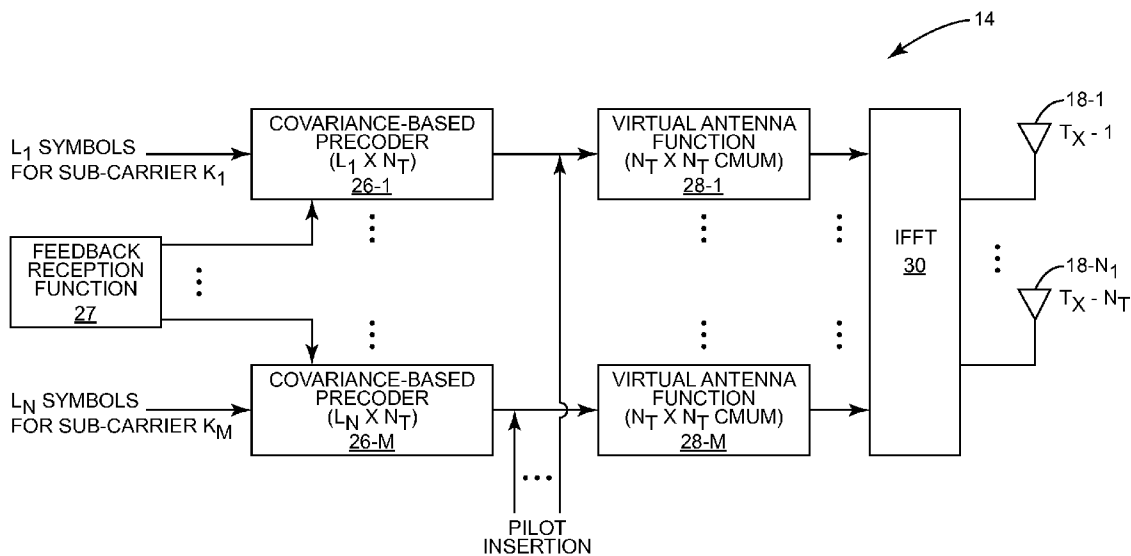 14
L1 SYMBOLS
FOR SUB-CARRIER K1
COVARIANCE-BASED
PRECODER
(L1 X NT)
26-1
VIRTUAL ANTENNA
FUNCTION
(NT X NT CMUM)
28-1
IFFT
30
18-1
TX - 1
FEEDBACK
RECEPTION
FUNCTION
27
18-N1
TX - NT
LN SYMBOLS
FOR SUB-CARRIER KM
COVARIANCE-BASED
PRECODER
(LN X NT)
26-M
VIRTUAL ANTENNA
FUNCTION
(NT X NT CMUM)
28-M
PILOT
INSERTION